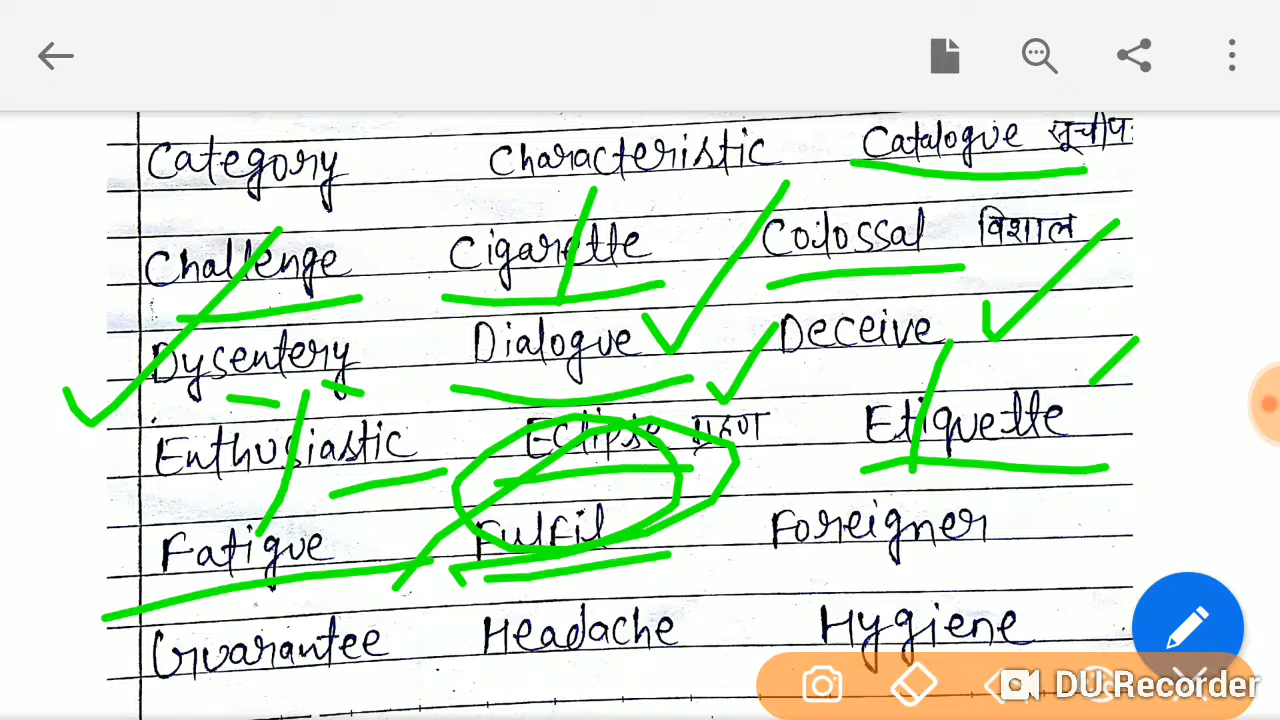 Category Characteristic Catalogue सूचीप
Challenge Cigarette Collossal विशाल
Dysentery Dialogue Deceive
Enthusiastic Eclipse ग्रहण Etiquette
Fatigue Fulfil Foreigner
Guarantee Headache Hygiene
DU Recorder